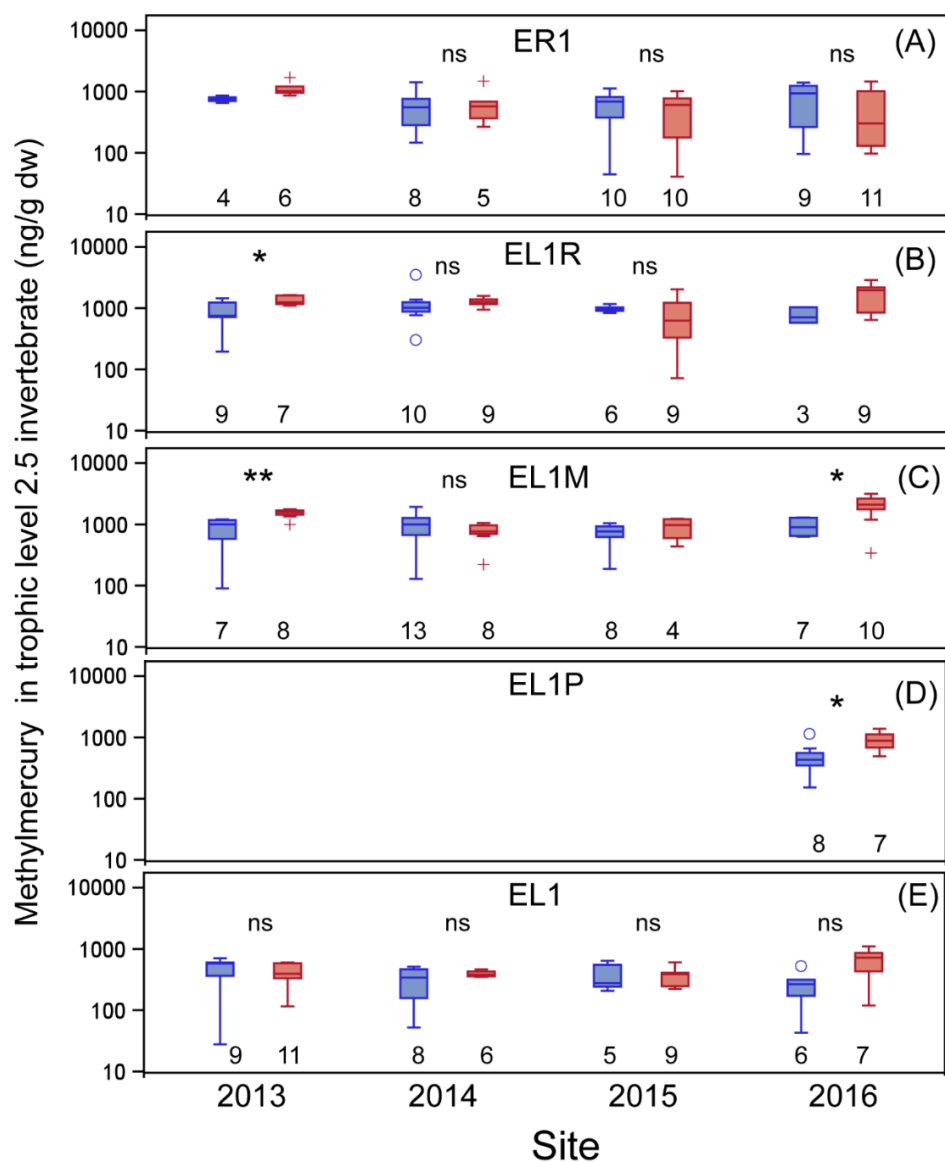 Methylmercury in trophic level 2.5 invertebrate (ng/g dw)
10000
1000
100
10
ER1
(A)
ns
ns
ns
4 6 8 5 10 10 9 11
10000
1000
100
10
EL1R
(B)
*
ns
ns
9 7 10 9 6 9 3 9
10000
1000
100
10
EL1M
(C)
**
ns
*
7 8 13 8 8 4 7 10
10000
1000
100
10
EL1P
(D)
*
8 7
10000
1000
100
10
EL1
(E)
ns
ns
ns
ns
9 11 8 6 5 9 6 7
2013 2014 2015 2016
Site